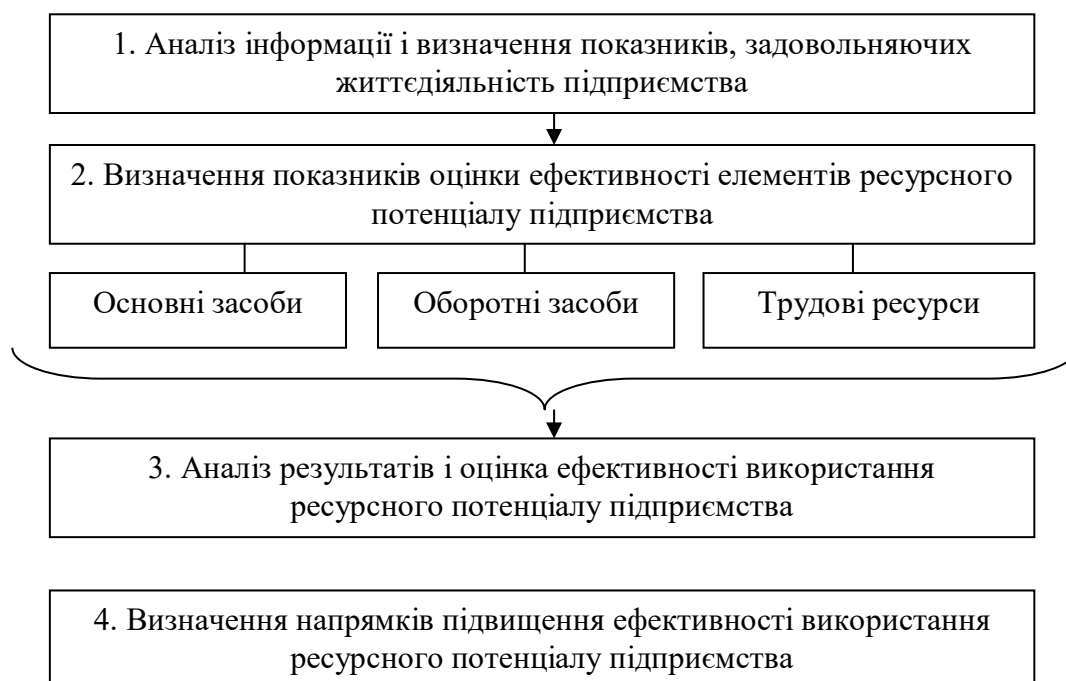 1. Аналіз інформації і визначення показників, задовольняючих
життєдіяльність підприємства
2. Визначення показників оцінки ефективності елементів ресурсного
потенціалу підприємства
Основні засоби
Оборотні засоби
Трудові ресурси
3. Аналіз результатів і оцінка ефективності використання
ресурсного потенціалу підприємства
4. Визначення напрямків підвищення ефективності використання
ресурсного потенціалу підприємства